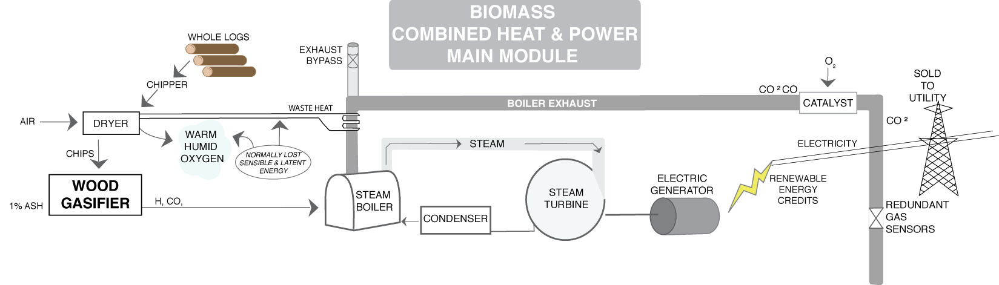 BIOMASS
COMBINED HEAT & POWER
MAIN MODULE
WHOLE LOGS
EXHAUST
BYPASS
CHIPPER
O₂
SOLD
TO
UTILITY
CO ² CO
CATALYST
BOILER EXHAUST
WASTE HEAT
AIR
DRYER
CO ²
WARM
HUMID
OXYGEN
NORMALLY LOST
SENSIBLE & LATENT
ENERGY
CHIPS
STEAM
ELECTRICITY
WOOD
GASIFIER
1% ASH
H, CO,
STEAM
BOILER
CONDENSER
STEAM
TURBINE
ELECTRIC
GENERATOR
RENEWABLE
ENERGY
CREDITS
REDUNDANT
GAS
SENSORS